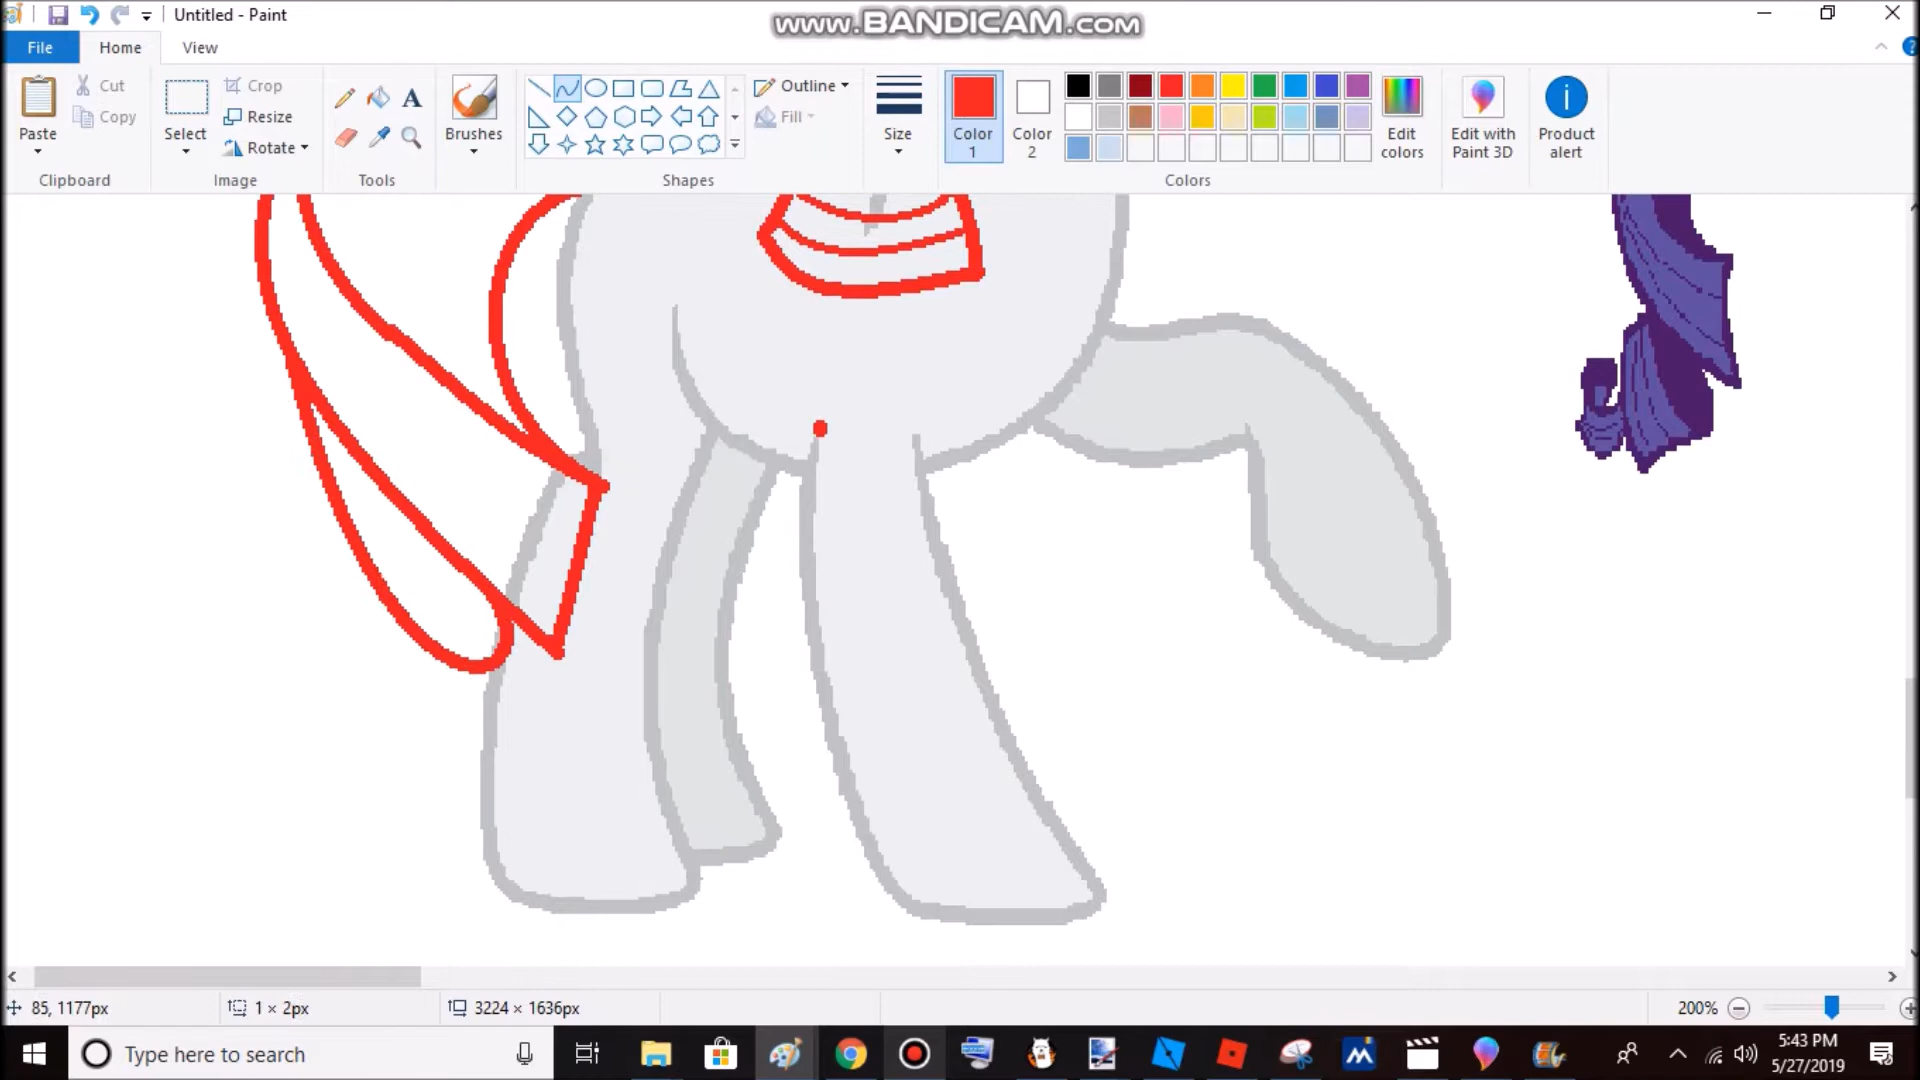 Untitled - Paint
www.BANDICAM.com
File
Home
View
Paste
Cut
Copy
Clipboard
Select
Crop
Resize
Rotate
Image
A
Tools
Brushes
Shapes
Outline
Fill
Size
Color 1
Color 2
Colors
Edit colors
Edit with Paint 3D
Product alert
85, 1177px
1 × 2px
3224 × 1636px
200%
Type here to search
5:43 PM
5/27/2019